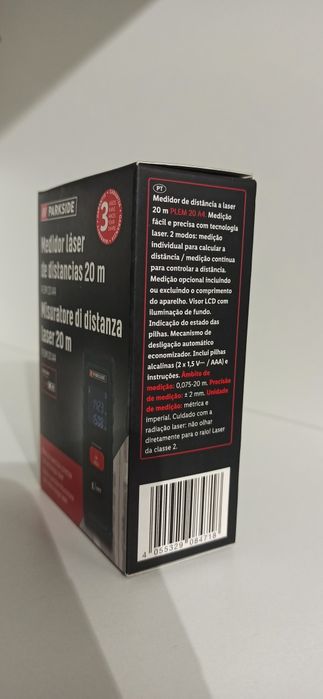 PARKSIDE
3
Medidor láser
de distancias 20 m
Misuratore di distanza
laser 20 m
PARKSIDE
PT
Medidor de distância a laser
20 m PLEM 20 A4. Medição
fácil e precisa com tecnologia
laser. 2 modos: medição
individual para calcular a
distância / medição contínua
para controlar a distância.
Medição opcional incluindo
ou excluindo o comprimento
do aparelho. Visor LCD com
iluminação de fundo.
Indicação do estado das
pilhas. Mecanismo de
desligação automático
economizador. Inclui pilhas
alcalinas (2 x 1,5 V⎓ / AAA) e
instruções. Âmbito de
medição: 0,075-20 m. Precisão
de medição: ± 2 mm. Unidade
de medição: métrica e
imperial. Cuidado com a
radiação laser: não olhar
diretamente para o raio! Laser
da classe 2.
4 055329 084718